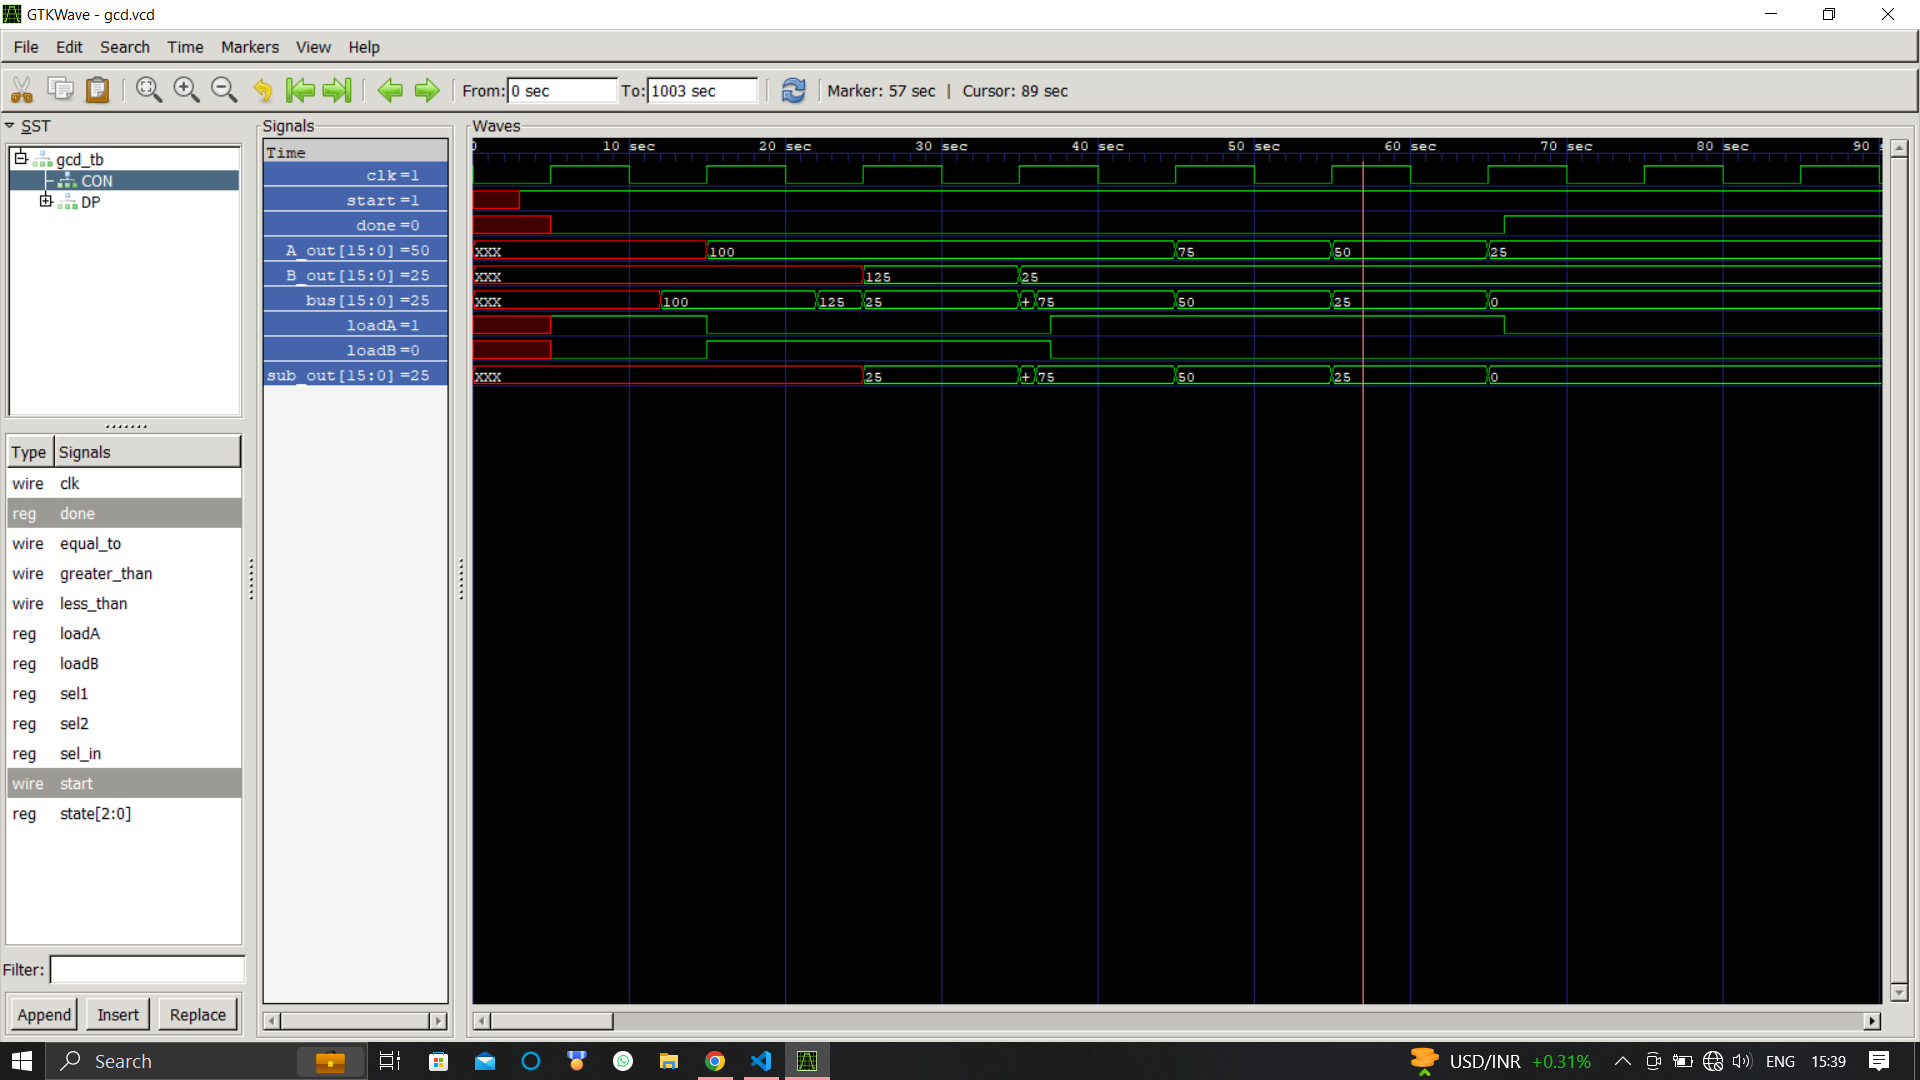 GTKWave - gcd.vcd
File Edit Search Time Markers View Help
From: 0 sec To: 1003 sec Marker: 57 sec | Cursor: 89 sec
SST
gcd_tb
CON
DP
Type Signals
wire clk
reg done
wire equal_to
wire greater_than
wire less_than
reg loadA
reg loadB
reg sel1
reg sel2
reg sel_in
wire start
reg state[2:0]
Filter:
Append Insert Replace
Signals
Time
clk=1
start=1
done=0
A_out[15:0]=50
B_out[15:0]=25
bus[15:0]=25
loadA=1
loadB=0
sub_out[15:0]=25
Waves
0 10 sec 20 sec 30 sec 40 sec 50 sec 60 sec 70 sec 80 sec 90 s
xxx 100 75 50 25
xxx 125 25
xxx 100 125 25 + 75 50 25 0
xxx 25 + 75 50 25 0
Search USD/INR +0.31% ENG 15:39